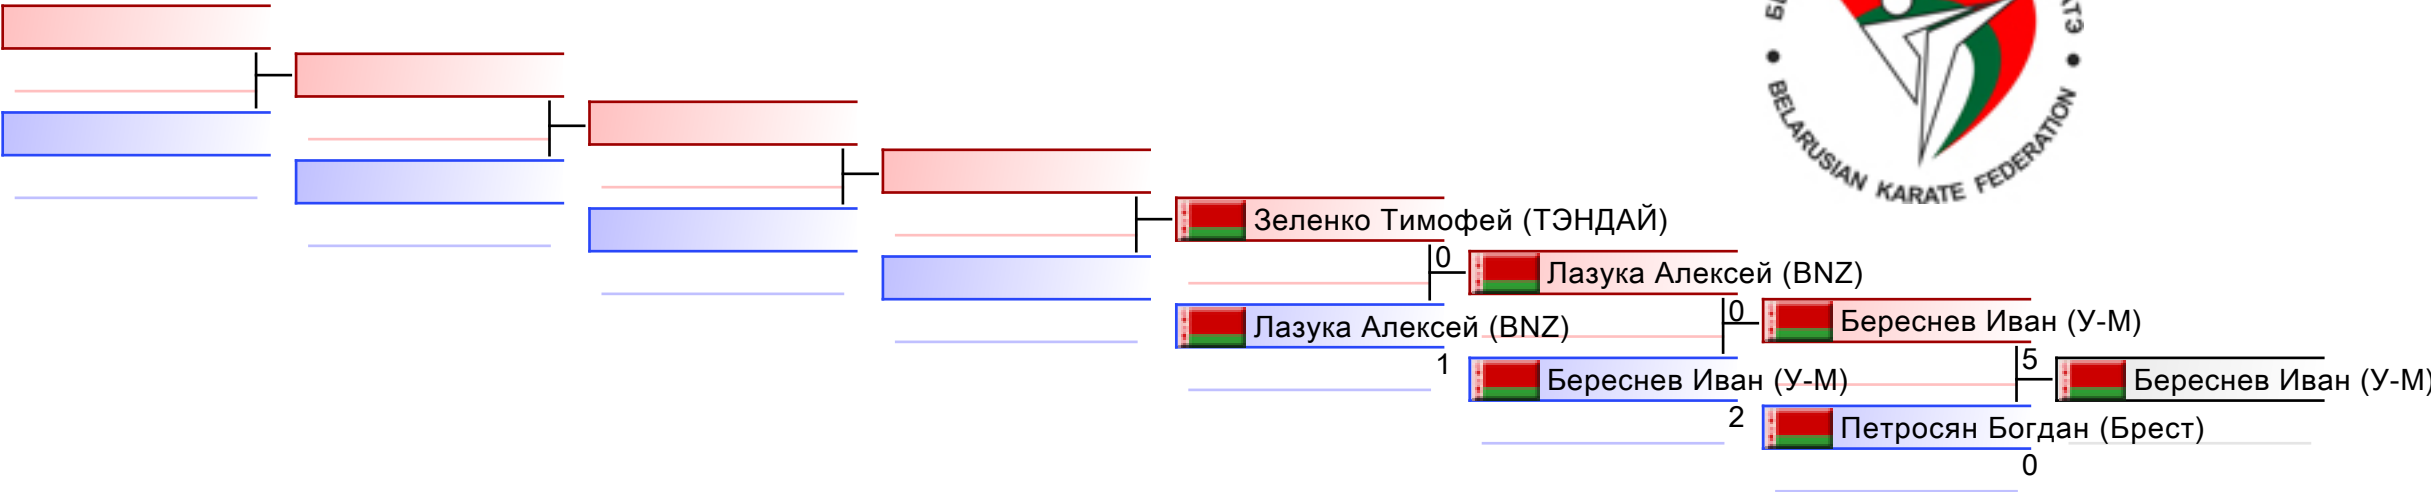 BELARUSIAN KARATE FEDERATION
Зеленко Тимофей (ТЭНДАЙ)
0
Лазука Алексей (BNZ)
1
Лазука Алексей (BNZ)
0
Береснев Иван (У-М)
2
Береснев Иван (У-М)
5
Петросян Богдан (Брест)
0
Береснев Иван (У-М)